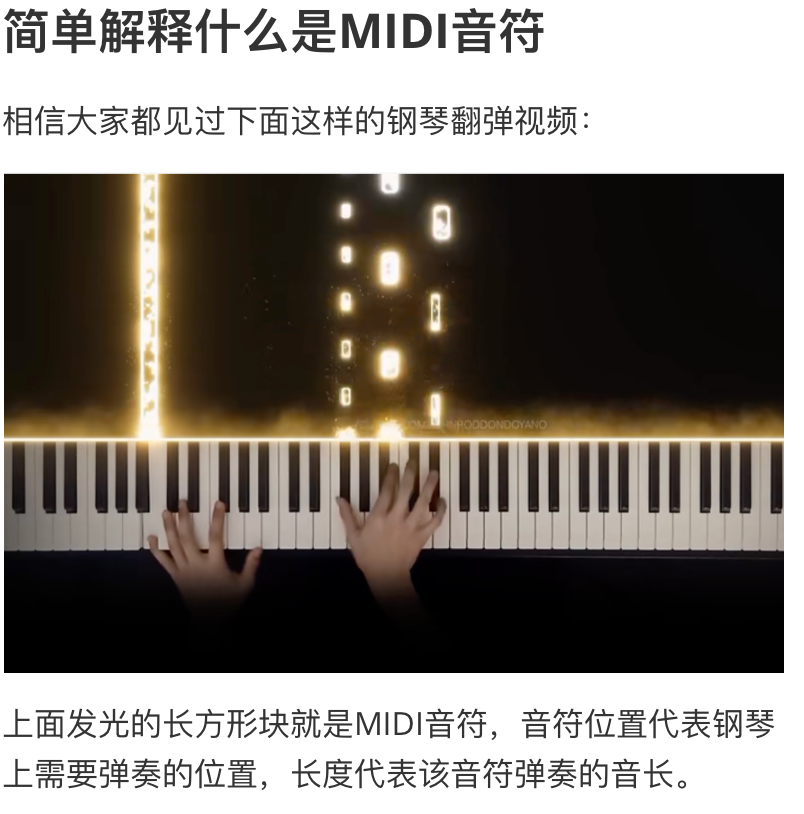 简单解释什么是MIDI音符
相信大家都见过下面这样的钢琴翻弹视频：
上面发光的长方形块就是MIDI音符，音符位置代表钢琴
上需要弹奏的位置，长度代表该音符弹奏的音长。